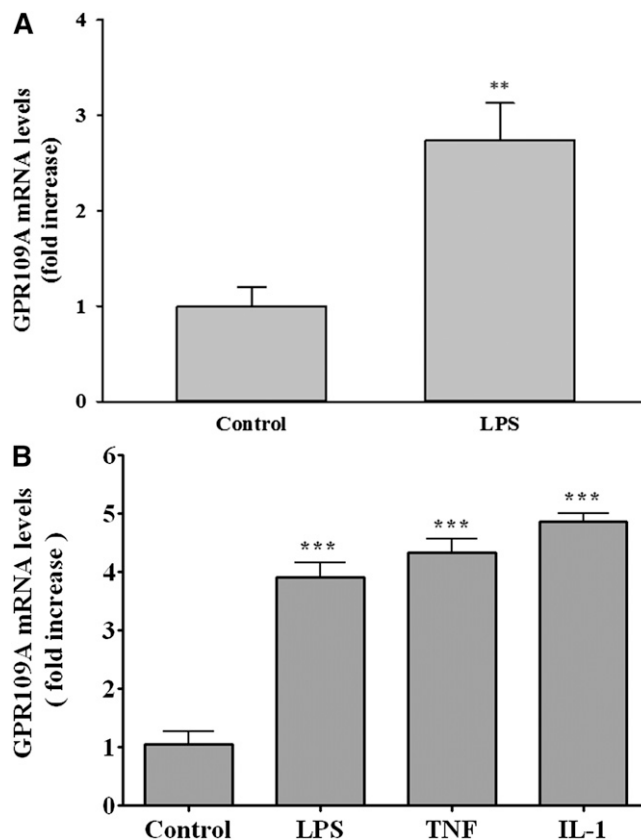 A
GPR109A mRNA levels
(fold increase)
4
3
2
1
0
**
Control LPS
B
GPR109A mRNA levels
( fold increase )
6
5
4
3
2
1
0
*** *** ***
Control LPS TNF IL-1